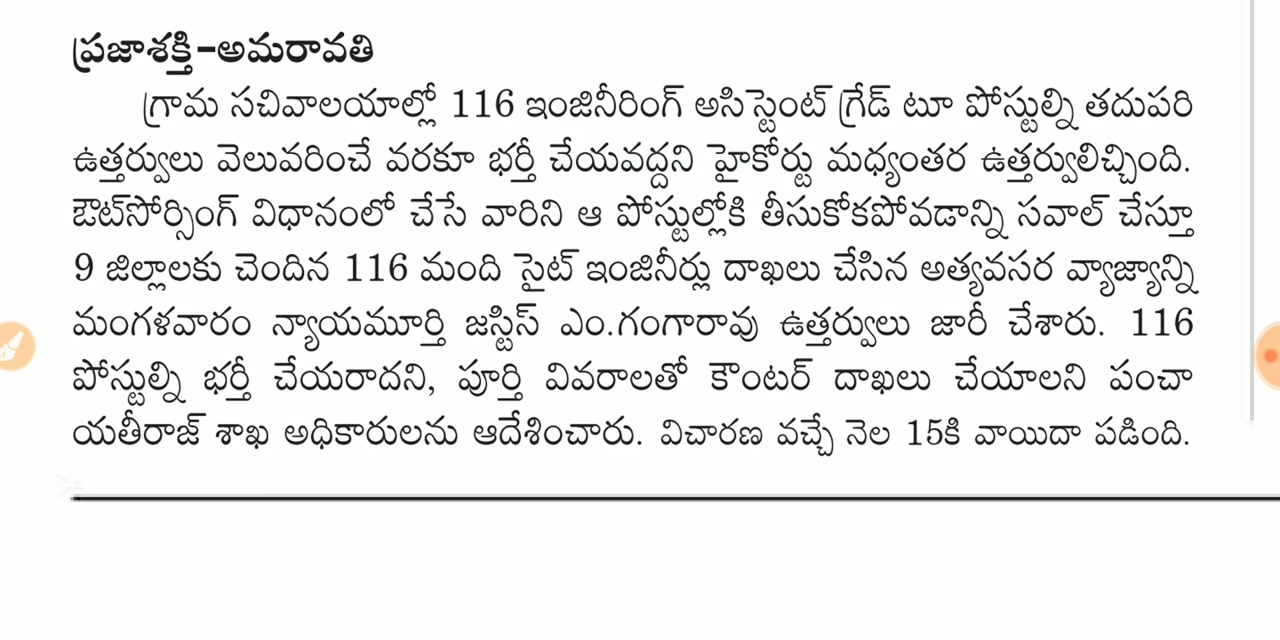 ప్రజాశక్తి-అమరావతి
గ్రామ సచివాలయాల్లో 116 ఇంజినీరింగ్ అసిస్టెంట్ గ్రేడ్ టూ పోస్టుల్ని తదుపరి
ఉత్తర్వులు వెలువరించే వరకూ భర్తీ చేయవద్దని హైకోర్టు మధ్యంతర ఉత్తర్వులిచ్చింది.
ఔట్‌సోర్సింగ్ విధానంలో చేసే వారిని ఆ పోస్టుల్లోకి తీసుకోకపోవడాన్ని సవాల్ చేస్తూ
9 జిల్లాలకు చెందిన 116 మంది సైట్ ఇంజినీర్లు దాఖలు చేసిన అత్యవసర వ్యాజ్యాన్ని
మంగళవారం న్యాయమూర్తి జస్టిస్ ఎం.గంగారావు ఉత్తర్వులు జారీ చేశారు. 116
పోస్టుల్ని భర్తీ చేయరాదని, పూర్తి వివరాలతో కౌంటర్ దాఖలు చేయాలని పంచా
యతీరాజ్ శాఖ అధికారులను ఆదేశించారు. విచారణ వచ్చే నెల 15కి వాయిదా పడింది.